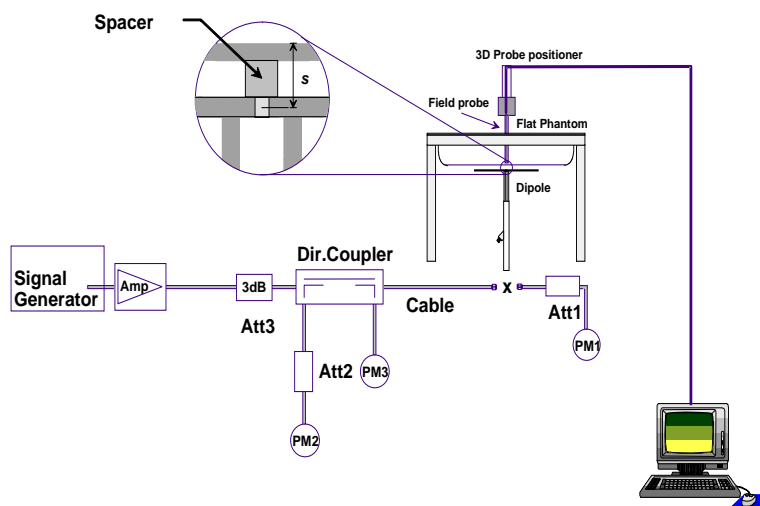 Spacer
s
3D Probe positioner
Field probe
Flat Phantom
Dipole
Dir.Coupler
Signal
Generator
Amp
3dB
Att3
Cable
x
Att1
PM1
Att2
PM3
PM2